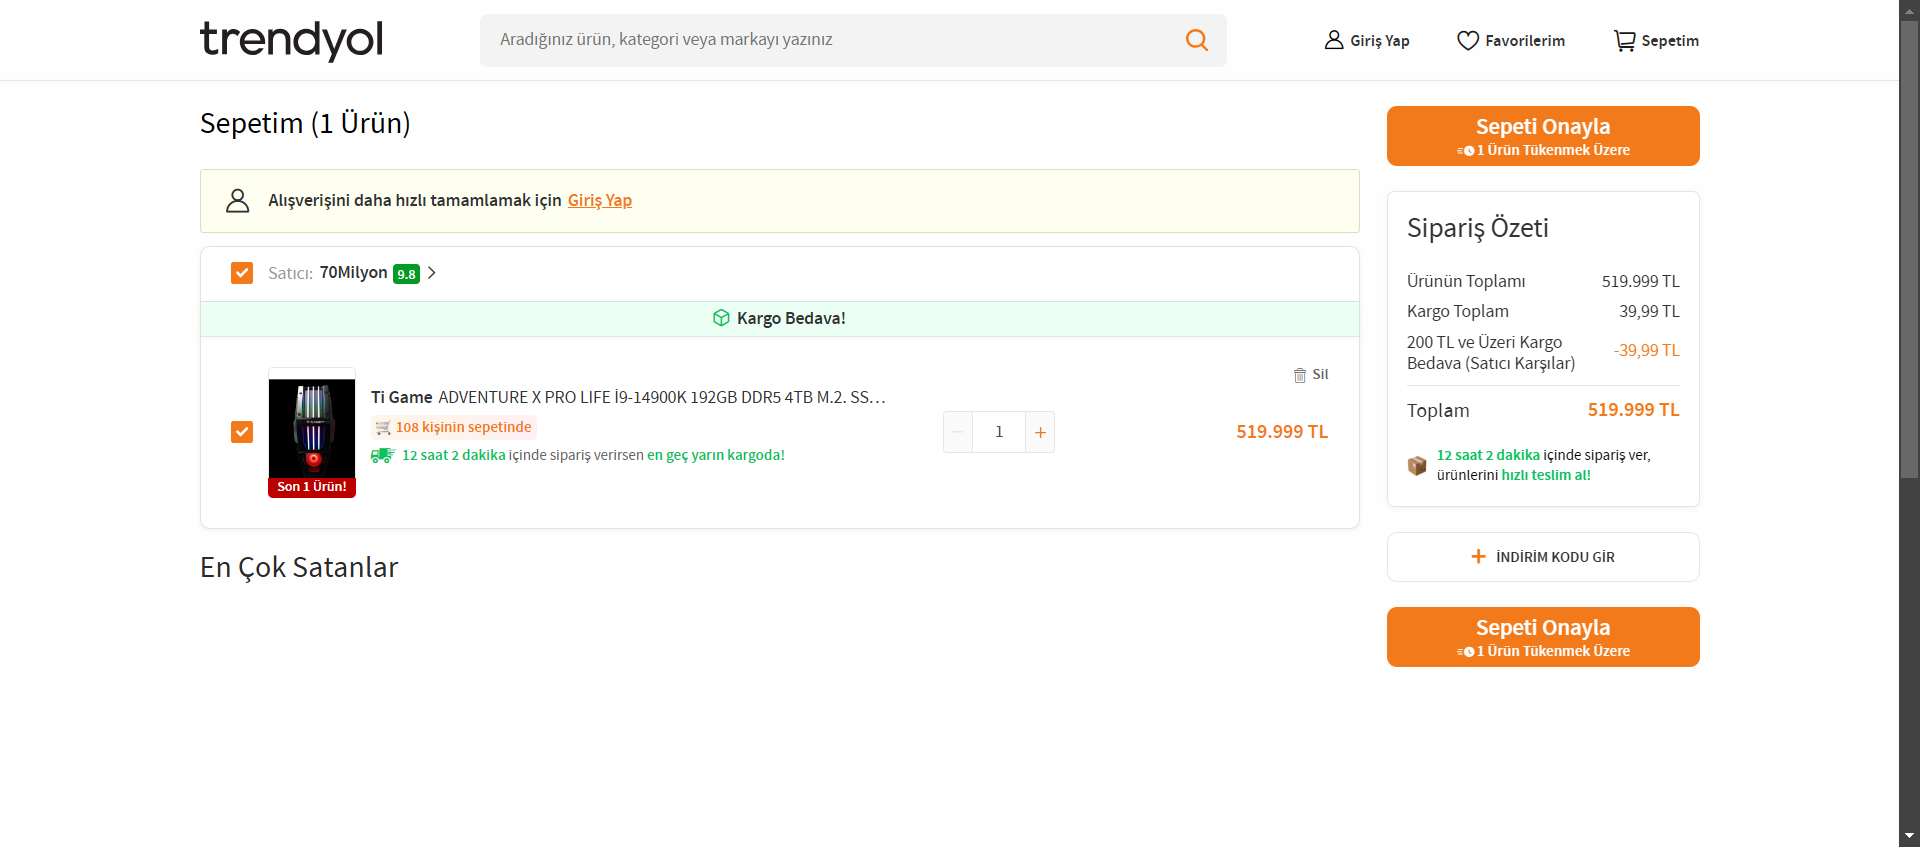 trendyol
Aradığınız ürün, kategori veya markayı yazınız
Giriş Yap
Favorilerim
Sepetim
Sepetim (1 Ürün)
Alışverişini daha hızlı tamamlamak için Giriş Yap
Satıcı: 70Milyon 9.8
Kargo Bedava!
Sil
Ti Game ADVENTURE X PRO LIFE İ9-14900K 192GB DDR5 4TB M.2. SS...
108 kişinin sepetinde
12 saat 2 dakika içinde sipariş verirsen en geç yarın kargoda!
Son 1 Ürün!
1
519.999 TL
En Çok Satanlar
Sepeti Onayla
1 Ürün Tükenmek Üzere
Sipariş Özeti
Ürünün Toplamı 519.999 TL
Kargo Toplam 39,99 TL
200 TL ve Üzeri Kargo
Bedava (Satıcı Karşılar) -39,99 TL
Toplam 519.999 TL
12 saat 2 dakika içinde sipariş ver,
ürünlerini hızlı teslim al!
İNDİRİM KODU GİR
Sepeti Onayla
1 Ürün Tükenmek Üzere